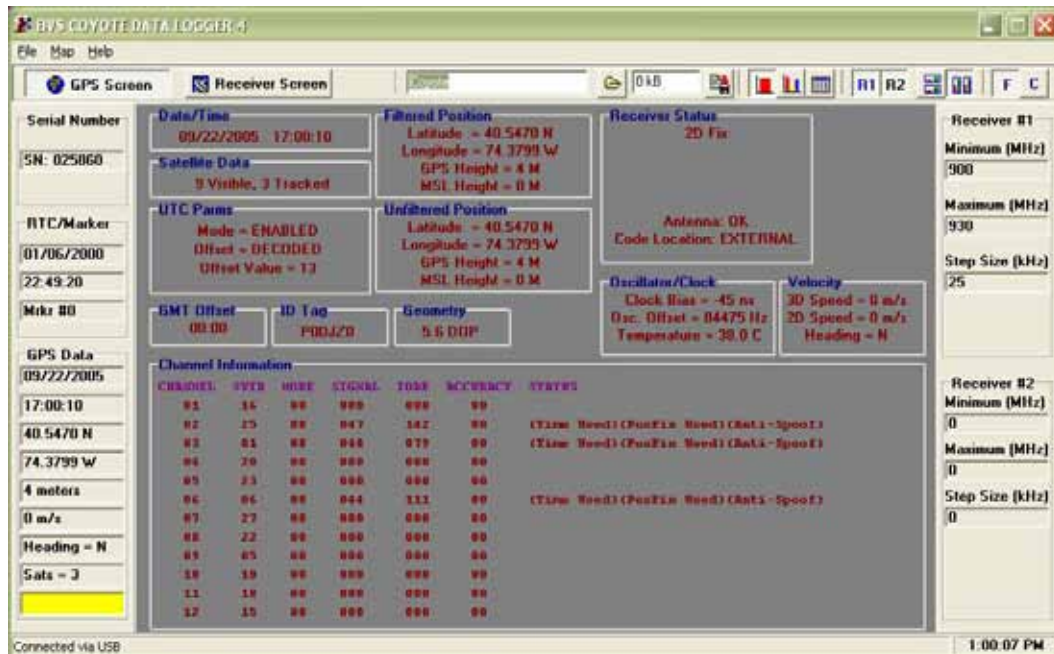 BVS COYOTE DATA LOGGER 4
File Map Help
GPS Screen Receiver Screen Coyote 0 kB R1 R2 F C
Serial Number
SN: 025860
RTC/Marker
01/06/2000
22:49:20
Mrkr #0
GPS Data
09/22/2005
17:00:10
40.5470 N
74.3799 W
4 meters
0 m/s
Heading = N
Sats = 3
Date/Time
09/22/2005 17:00:10
Satellite Data
9 Visible, 3 Tracked
UTC Parms
Mode = ENABLED
Offset = DECODED
Offset Value = 13
GMT Offset
00:00
ID Tag
P0DJZ0
Geometry
5.6 DOP
Filtered Position
Latitude = 40.5470 N
Longitude = 74.3799 W
GPS Height = 4 M
MSL Height = 0 M
Unfiltered Position
Latitude = 40.5470 N
Longitude = 74.3799 W
GPS Height = 4 M
MSL Height = 0 M
Receiver Status
2D Fix
Antenna: OK
Code Location: EXTERNAL
Oscillator/Clock
Clock Bias = -45 ns
Osc. Offset = 84475 Hz
Temperature = 38.0 C
Velocity
3D Speed = 0 m/s
2D Speed = 0 m/s
Heading = N
Channel Information
CHANNEL SVID MODE SIGNAL IODE ACCURACY STATUS
01 16 00 000 000 00
02 25 08 047 142 00 (Time Used)(PosFix Used)(Anti-Spoof)
03 01 08 079 00 (Time Used)(PosFix Used)(Anti-Spoof)
04 20 00 000 000 00
05 23 00 000 000 00
06 06 08 044 111 00 (Time Used)(PosFix Used)(Anti-Spoof)
07 27 00 000 000 00
08 22 00 000 000 00
09 05 00 000 000 00
10 00 000 000 00
11 00 000 000 00
12 15 00 000 000 00
Receiver #1
Minimum (MHz)
900
Maximum (MHz)
930
Step Size (kHz)
25
Receiver #2
Minimum (MHz)
0
Maximum (MHz)
0
Step Size (kHz)
0
Connected via USB
1:00:07 PM